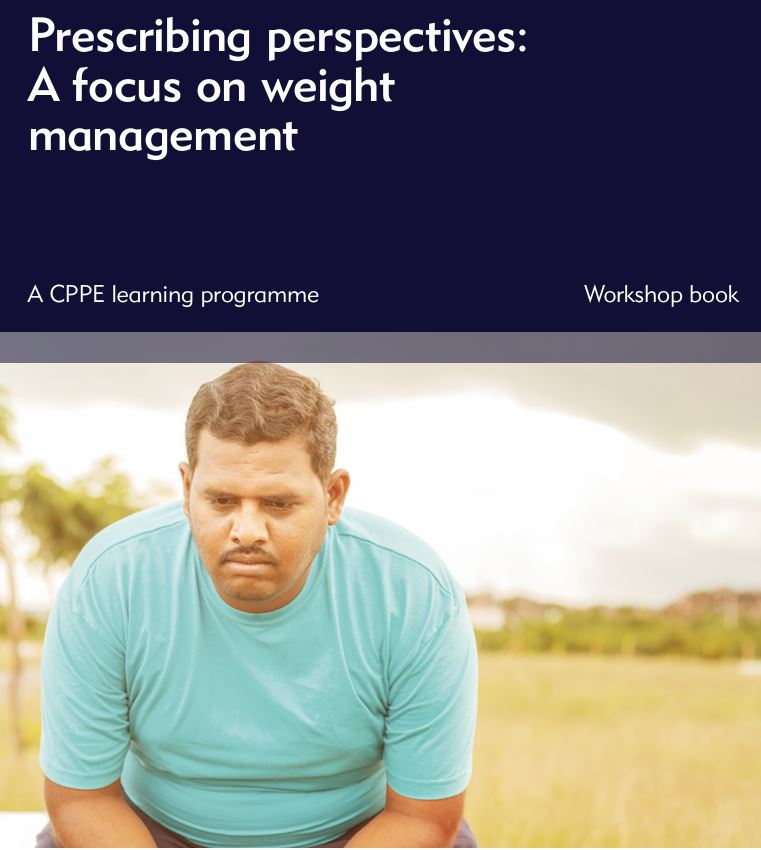 Prescribing perspectives:
A focus on weight
management
A CPPE learning programme
Workshop book